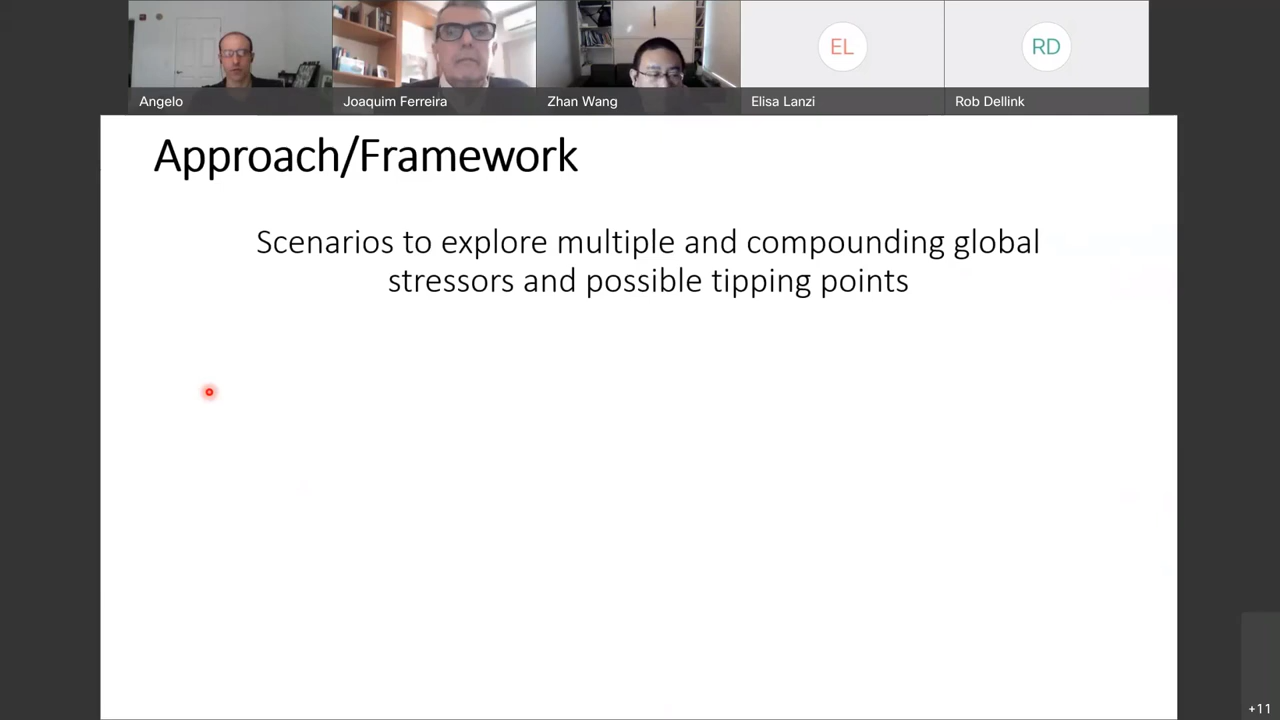 EL
RD
Angelo
Joaquim Ferreira
Zhan Wang
Elisa Lanzi
Rob Dellink
Approach/Framework
Scenarios to explore multiple and compounding global
stressors and possible tipping points
+11